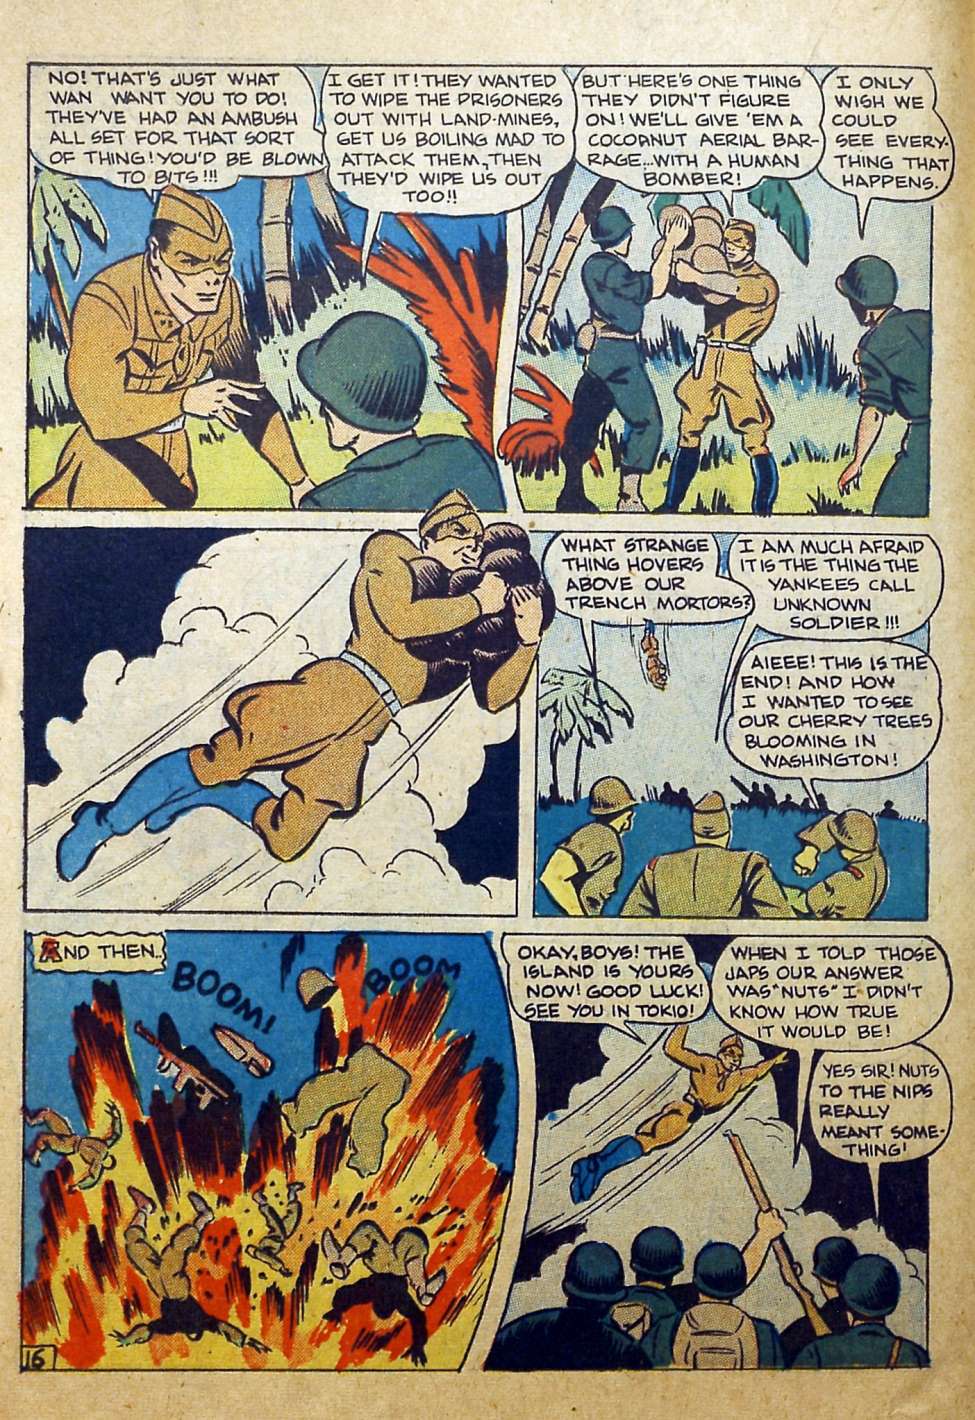 NO! THAT'S JUST WHAT
WAN WANT YOU TO DO!
THEY'VE HAD AN AMBUSH
ALL SET FOR THAT SORT
OF THING! YOU'D BE BLOWN
TO BITS!!!
I GET IT! THEY WANTED
TO WIPE THE PRISONERS
OUT WITH LAND-MINES,
GET US BOILING MAD TO
ATTACK THEM, THEN
THEY'D WIPE US OUT
TOO!!
BUT HERE'S ONE THING
THEY DIDN'T FIGURE
ON! WE'LL GIVE 'EM A
COCOANUT AERIAL BAR-
RAGE...WITH A HUMAN
BOMBER!
I ONLY
WISH WE
COULD
SEE EVERY-
THING THAT
HAPPENS.
WHAT STRANGE
THING HOVERS
ABOVE OUR
TRENCH MORTORS?
I AM MUCH AFRAID
IT IS THE THING THE
YANKEES CALL
UNKNOWN
SOLDIER!!!
AIEEE! THIS IS THE
END! AND HOW
I WANTED TO SEE
OUR CHERRY TREES
BLOOMING IN
WASHINGTON!
AND THEN..
BOOM!
BOOM
16
OKAY, BOYS! THE
ISLAND IS YOURS
NOW! GOOD LUCK!
SEE YOU IN TOKIO!
WHEN I TOLD THOSE
JAPS OUR ANSWER
WAS "NUTS" I DIDN'T
KNOW HOW TRUE
IT WOULD BE!
YES SIR! NUTS
TO THE NIPS
REALLY
MEANT SOME-
THING!